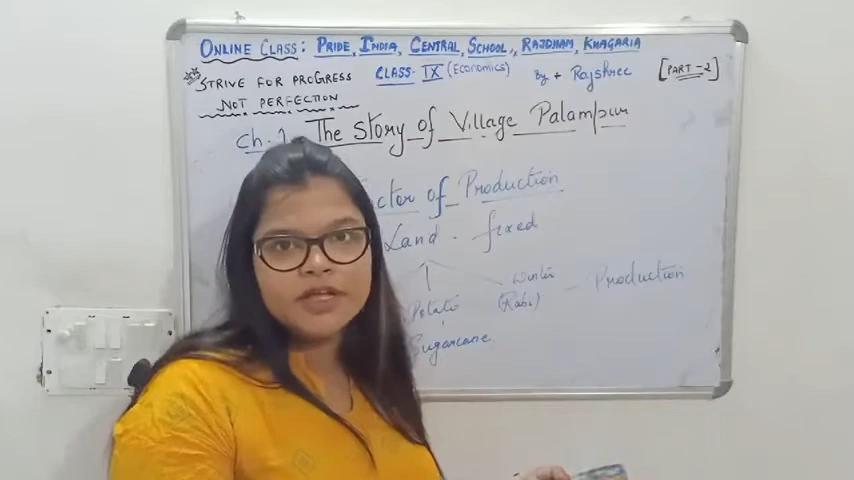 ONLINE CLASS: PRIDE, INDIA, CENTRAL, SCHOOL, RAJDHAM, KHAGARIA
STRIVE FOR PROGRESS
NOT PERFECTION
CLASS- IX (Economics)
By + Rajshree
[PART-2]
Ch. 1 The Story of Village Palampur
ctor of Production
Land - fixed
Potato
Sugarcane
Winter
(Rabi)
- Production